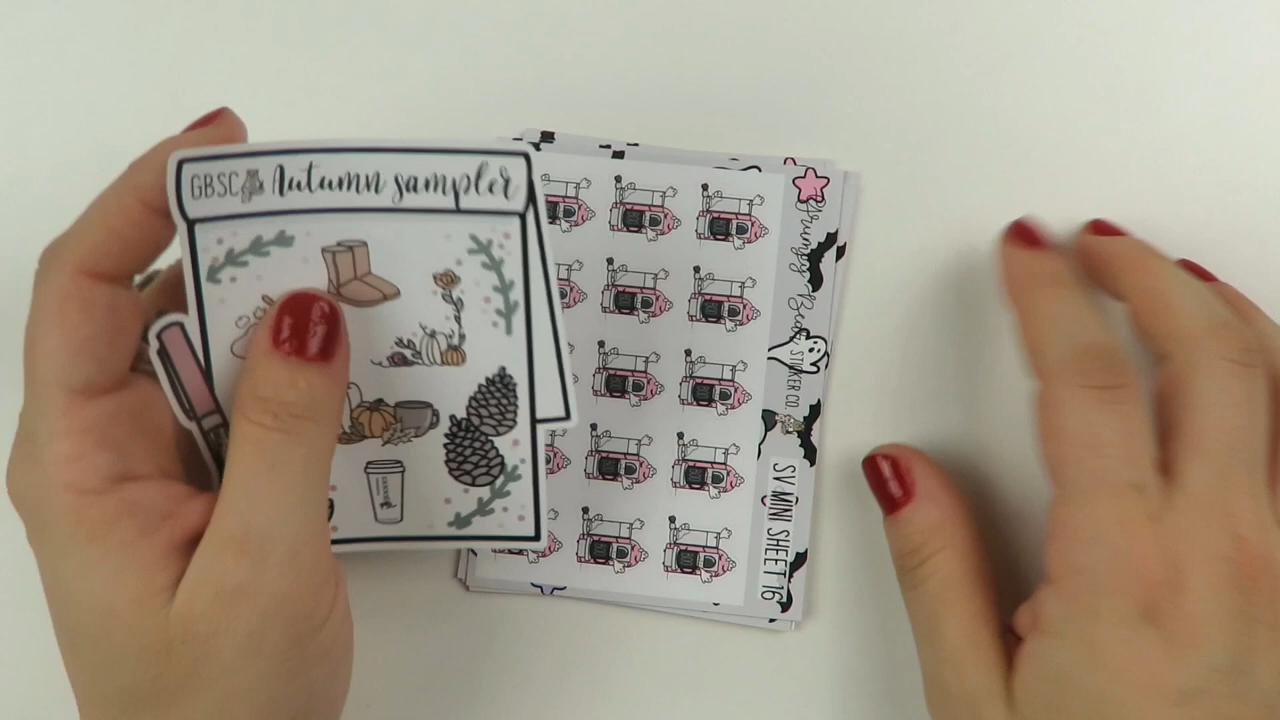 GBSC Autumn sampler
Grumpy Bear
STICKER CO.
SV MINI SHEET 16